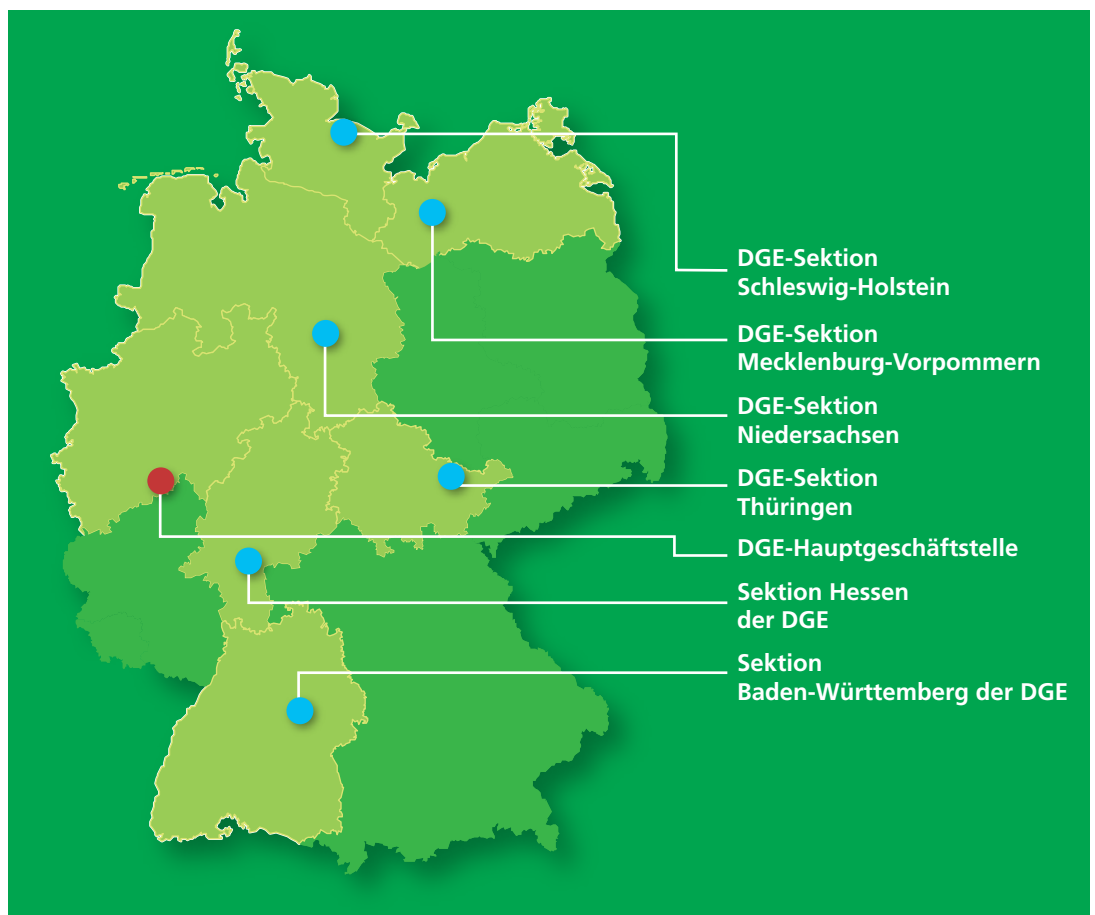 DGE-Sektion
Schleswig-Holstein
DGE-Sektion
Mecklenburg-Vorpommern
DGE-Sektion
Niedersachsen
DGE-Sektion
Thüringen
DGE-Hauptgeschäftstelle
Sektion Hessen
der DGE
Sektion
Baden-Württemberg der DGE